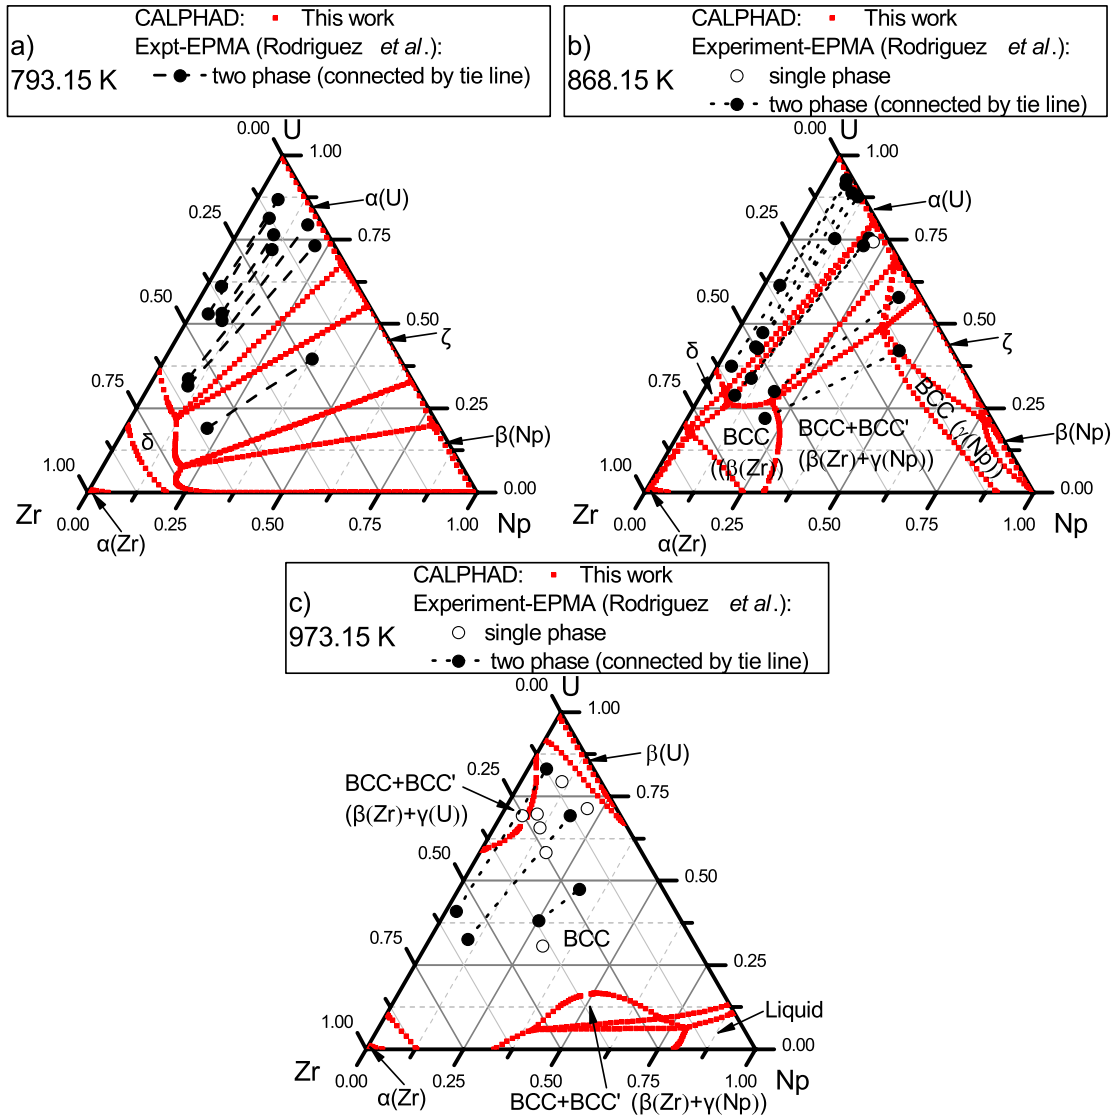 CALPHAD: This work
a) Expt-EPMA (Rodriguez et al.):
793.15 K two phase (connected by tie line)
0.00 U
1.00
α(U)
0.25
0.75
0.50
0.50
ζ
0.75
0.25
δ
β(Np)
1.00
0.00
Zr
Np
0.00 0.25 0.50 0.75 1.00
α(Zr)
CALPHAD: This work
b) Experiment-EPMA (Rodriguez et al.):
868.15 K single phase
two phase (connected by tie line)
0.00 U
1.00
α(U)
0.25
0.75
0.50
0.50
ζ
δ
0.75
0.25
BCC
((β(Zr))
BCC+BCC'
(β(Zr)+γ(Np))
BCC (γ(Np))
β(Np)
1.00
0.00
Zr
Np
0.00 0.25 0.50 0.75 1.00
α(Zr)
CALPHAD: This work
c) Experiment-EPMA (Rodriguez et al.):
973.15 K single phase
two phase (connected by tie line)
0.00 U
1.00
β(U)
BCC+BCC'
(β(Zr)+γ(U))
0.25
0.75
0.50
0.50
BCC
0.75
0.25
Liquid
1.00
0.00
Zr
Np
0.00 0.25 0.50 0.75 1.00
α(Zr)
BCC+BCC' (β(Zr)+γ(Np))